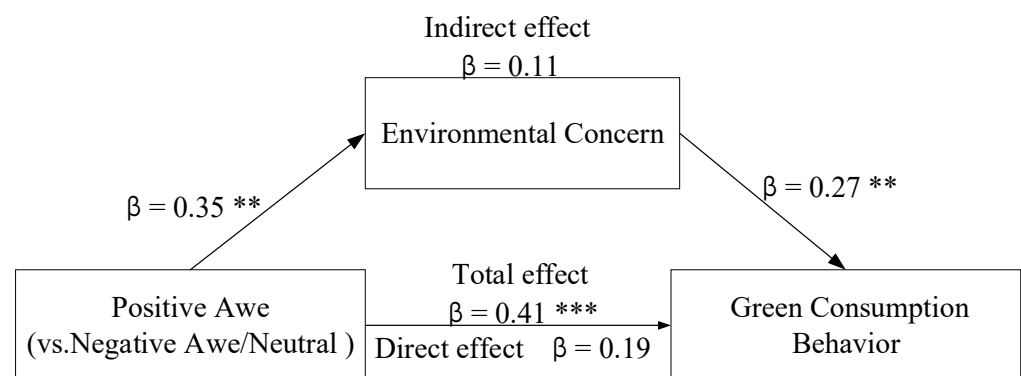 Indirect effect
β = 0.11
Environmental Concern
β = 0.35 **
β = 0.27 **
Total effect
β = 0.41 ***
Direct effect β = 0.19
Positive Awe
(vs.Negative Awe/Neutral )
Green Consumption
Behavior